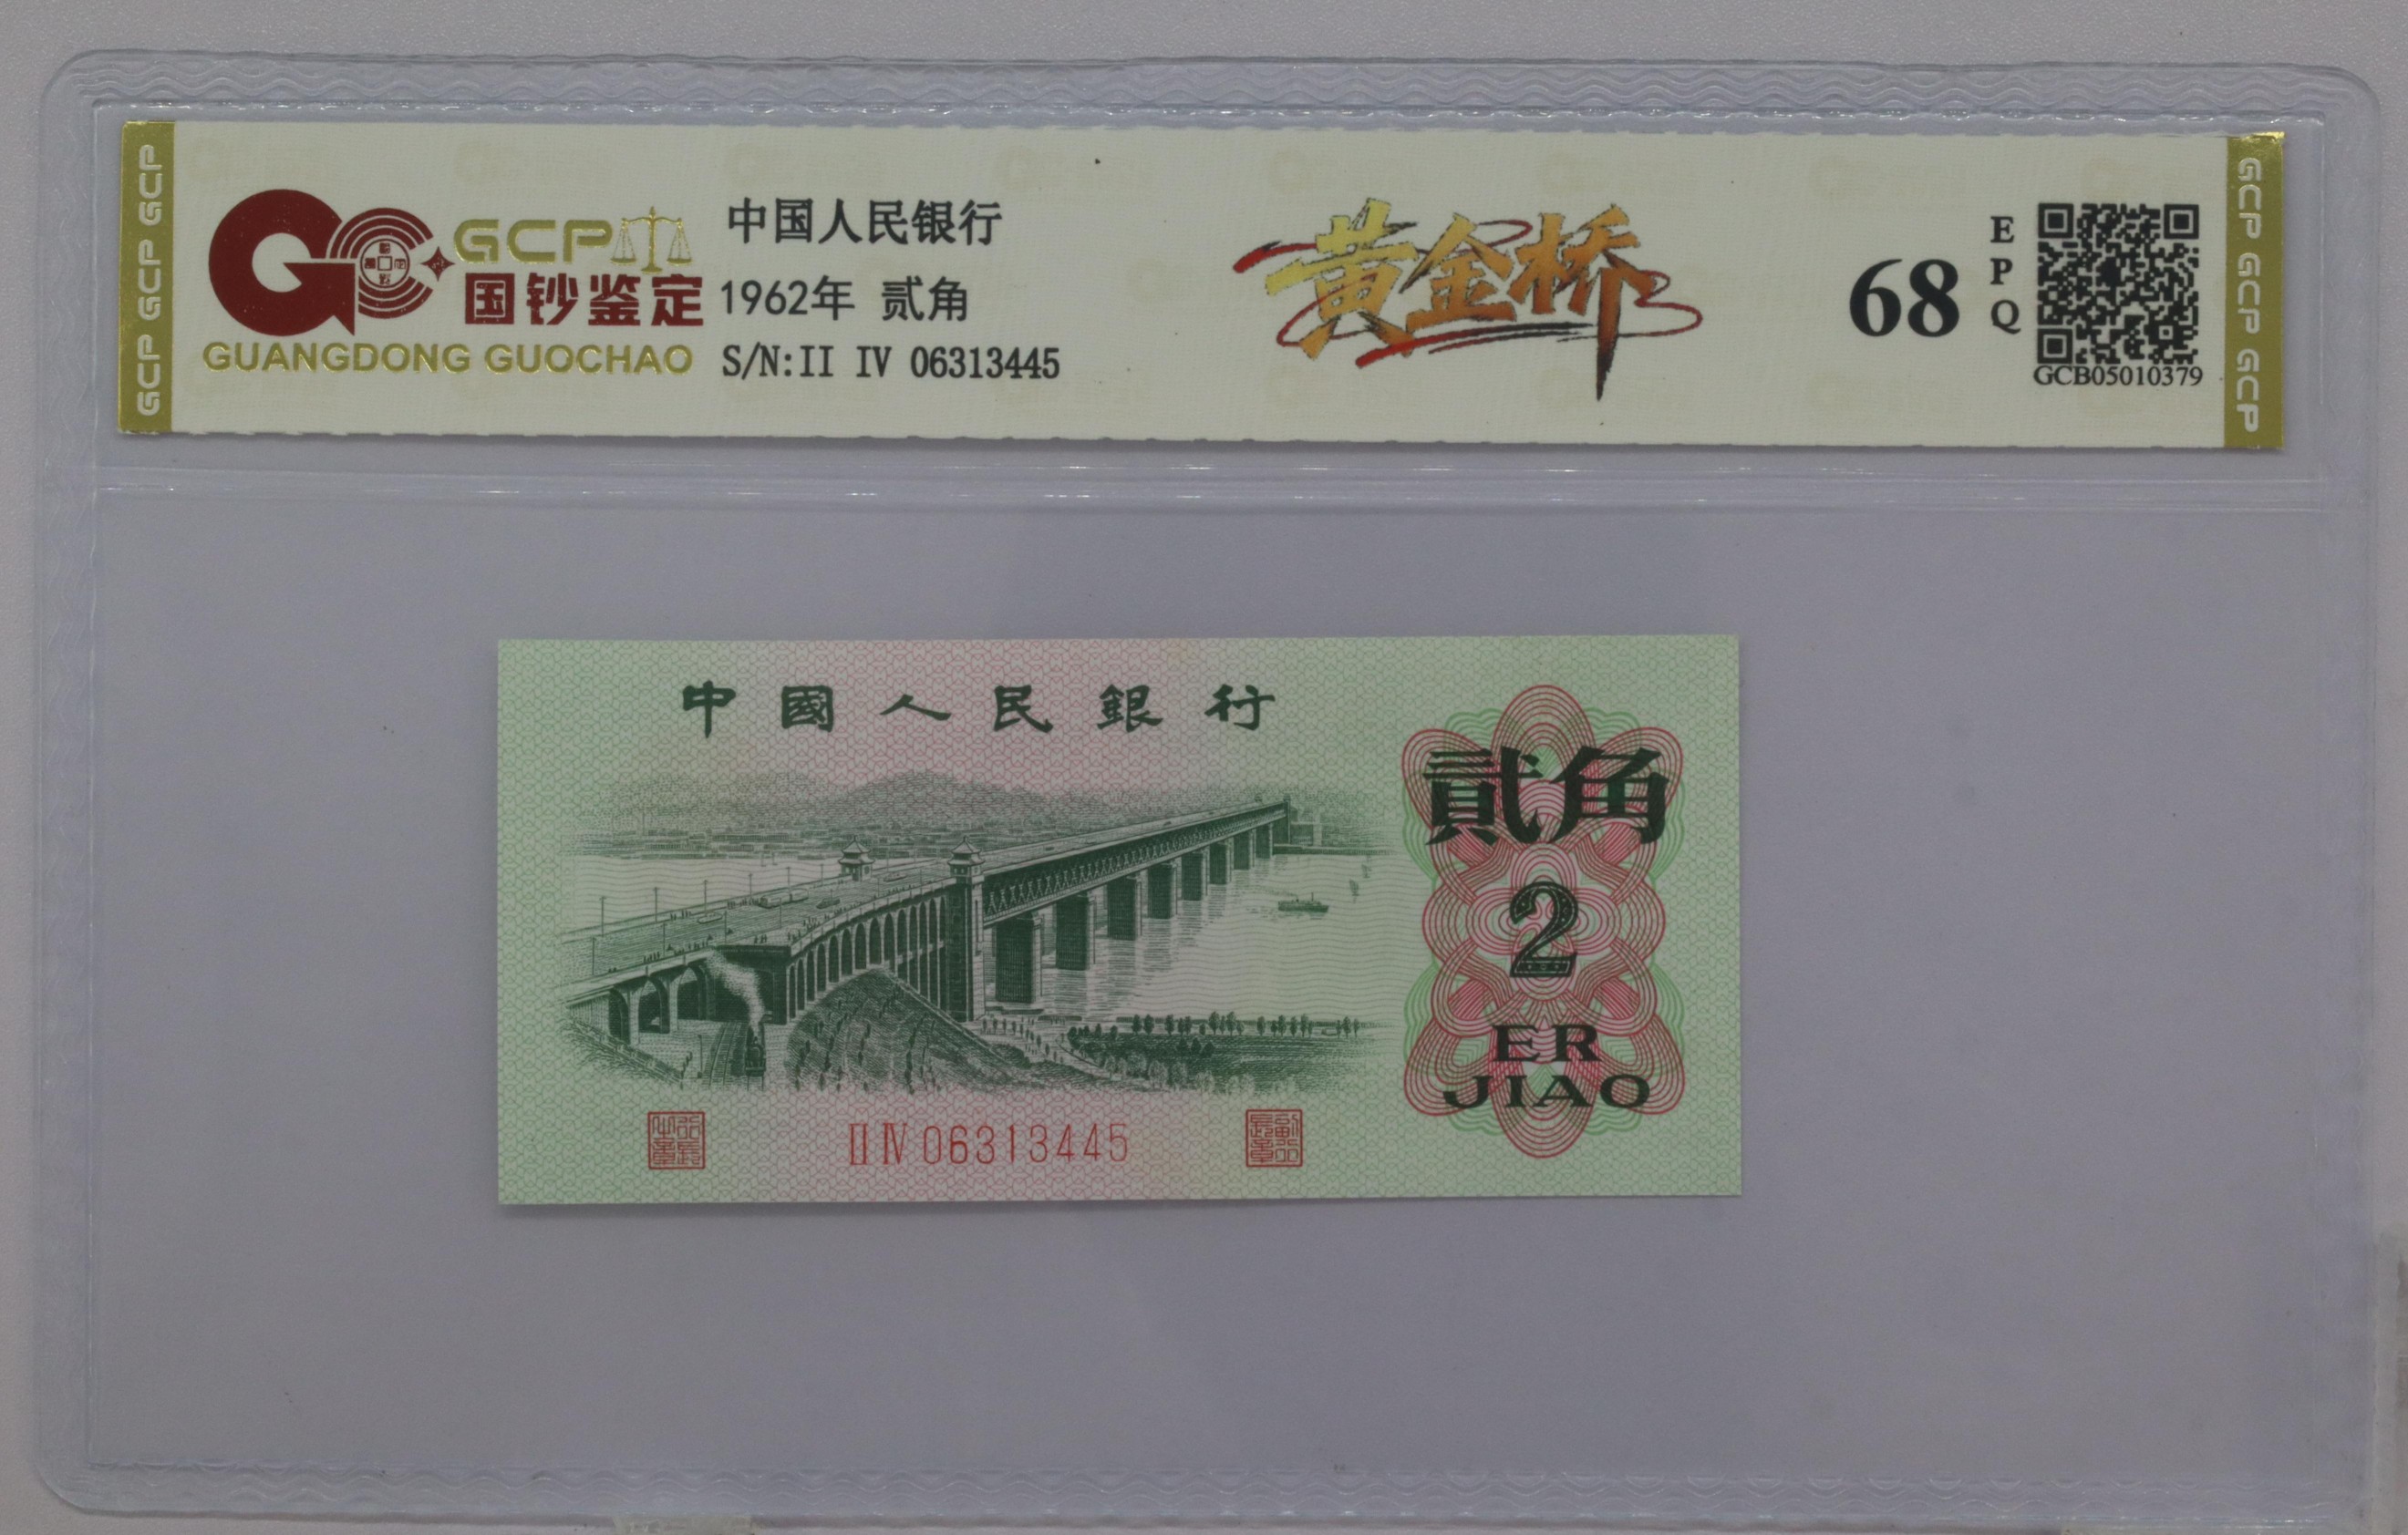 GCP GCP GCP
GCP
国钞鉴定
GUANGDONG GUOCHAO
中国人民银行
1962年 贰角
S/N:II IV 06313445
黄金桥
68
EPQ
GCB05010379
GCP GCP GCP
中國人民銀行
貳角
2
ER
JIAO
II IV 06313445